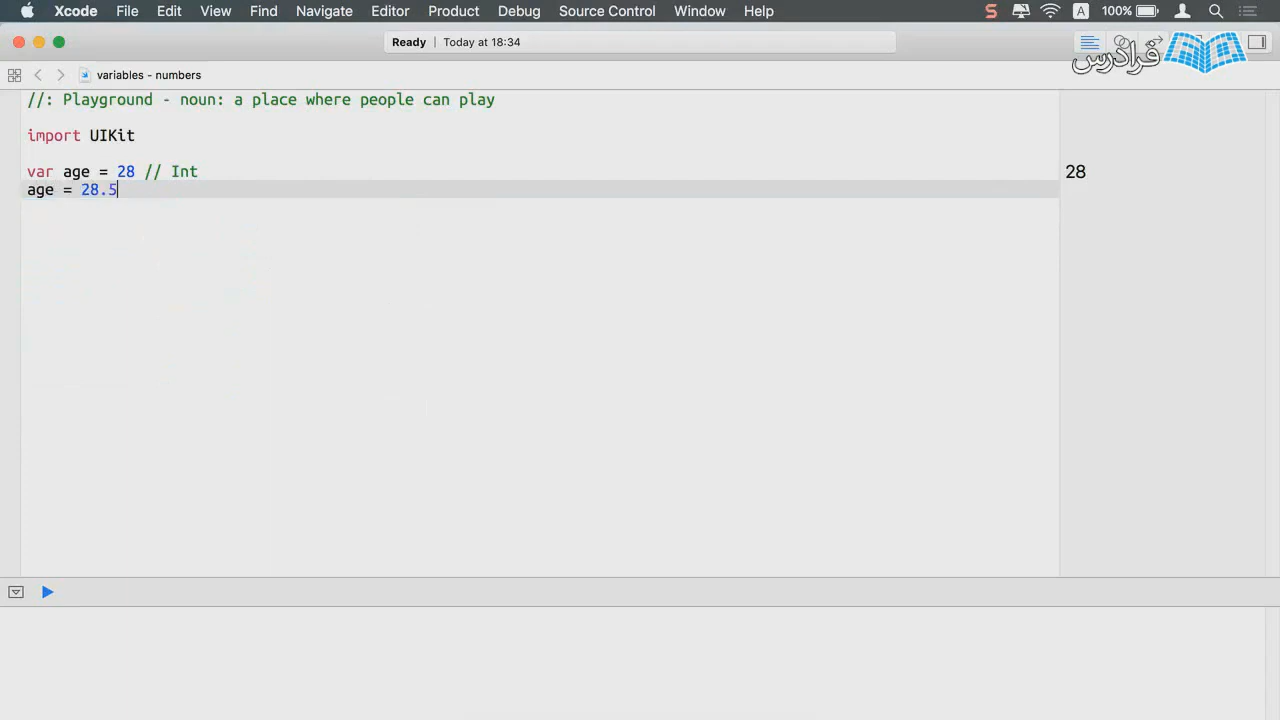 Xcode File Edit View Find Navigate Editor Product Debug Source Control Window Help S A 100%
Ready | Today at 18:34
فرادرس
variables - numbers
//: Playground - noun: a place where people can play
import UIKit
var age = 28 // Int 28
age = 28.5